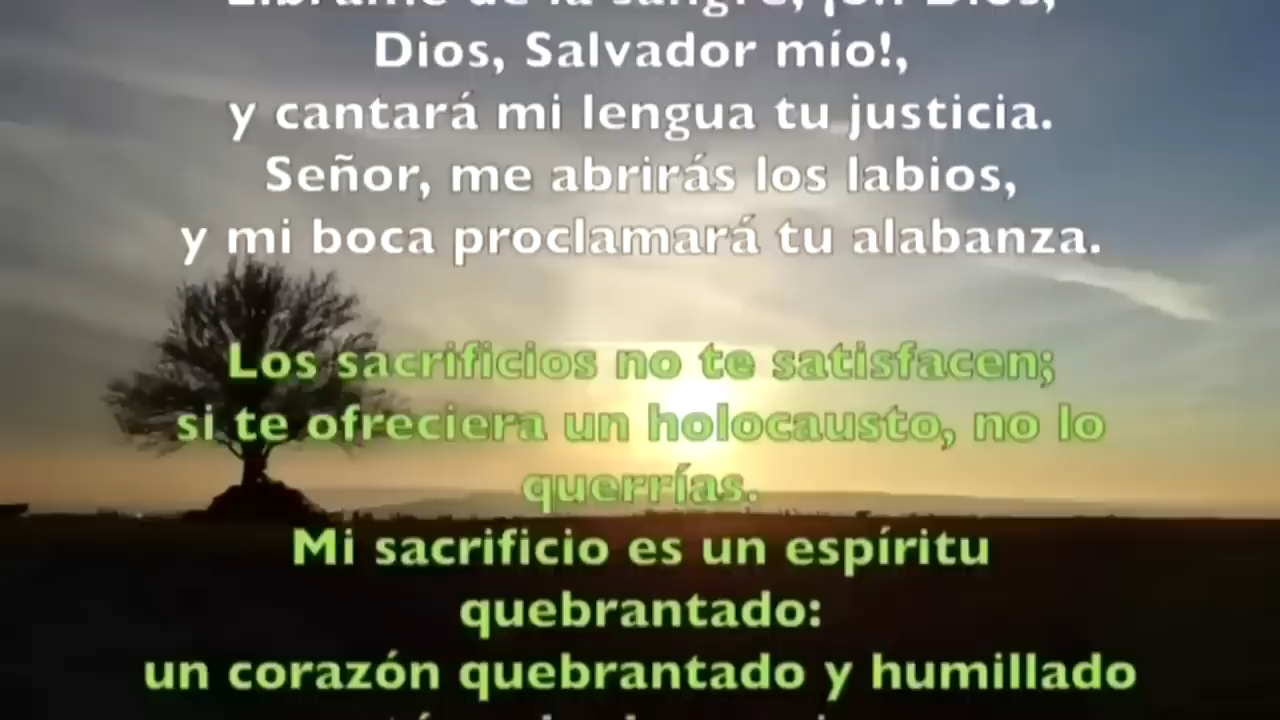 Líbrame de la sangre, ¡oh Dios,
Dios, Salvador mío!,
y cantará mi lengua tu justicia.
Señor, me abrirás los labios,
y mi boca proclamará tu alabanza.
Los sacrificios no te satisfacen;
si te ofreciera un holocausto, no lo
querrías.
Mi sacrificio es un espíritu
quebrantado:
un corazón quebrantado y humillado